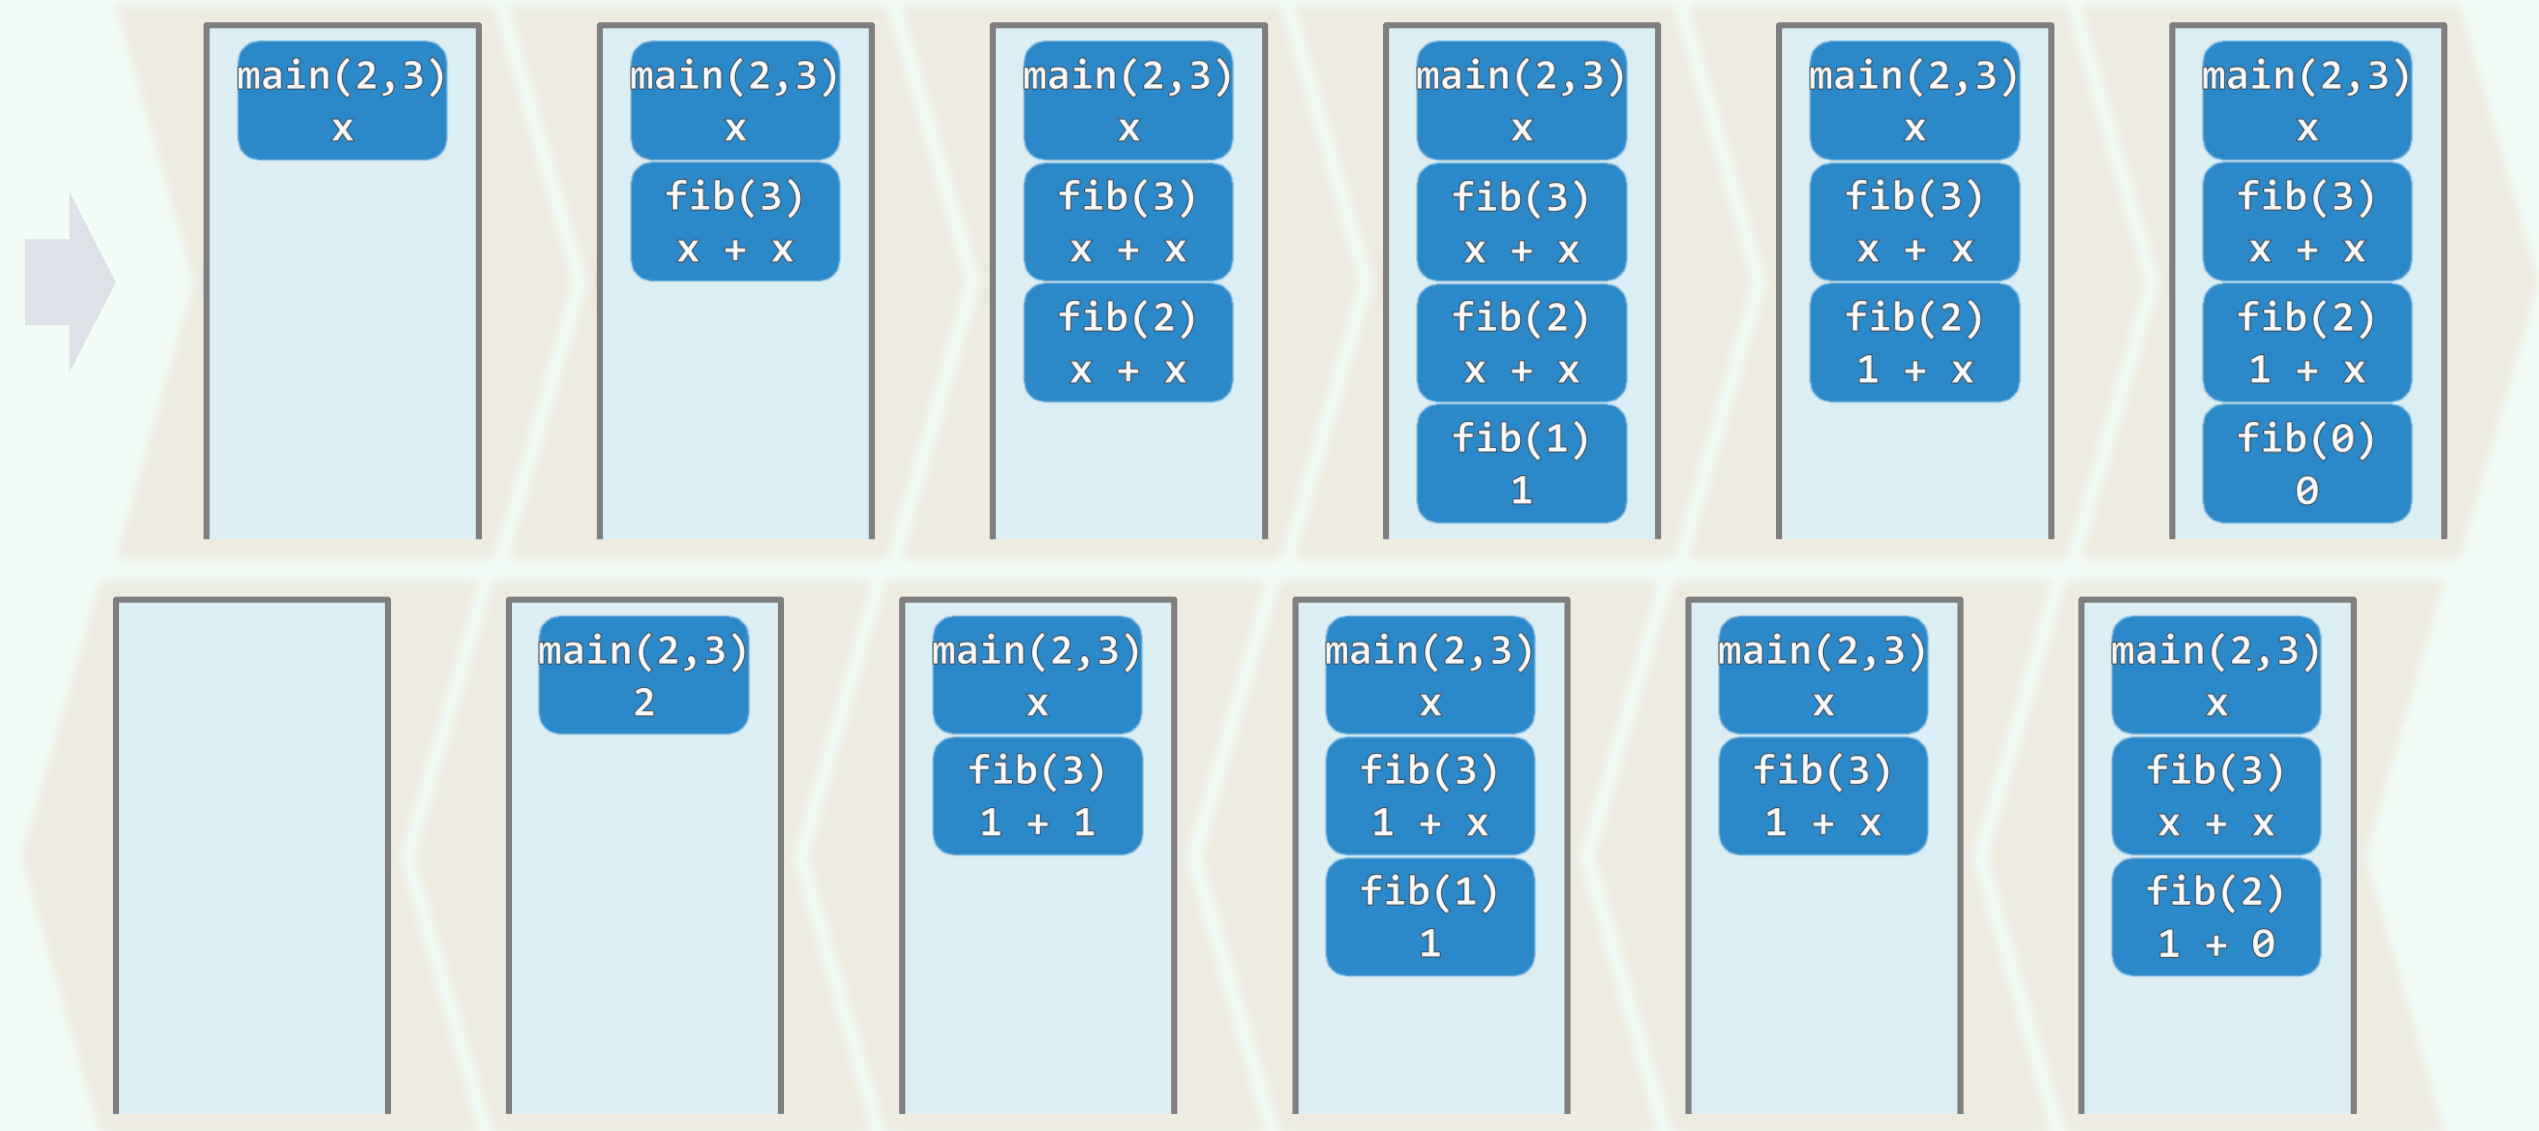 main(2,3)
x
main(2,3)
x
fib(3)
x + x
main(2,3)
x
fib(3)
x + x
fib(2)
x + x
main(2,3)
x
fib(3)
x + x
fib(2)
x + x
fib(1)
1
main(2,3)
x
fib(3)
x + x
fib(2)
1 + x
main(2,3)
x
fib(3)
x + x
fib(2)
1 + x
fib(0)
0
main(2,3)
x
fib(3)
x + x
fib(2)
1 + 0
main(2,3)
x
fib(3)
1 + x
main(2,3)
x
fib(3)
1 + x
fib(1)
1
main(2,3)
x
fib(3)
1 + 1
main(2,3)
2